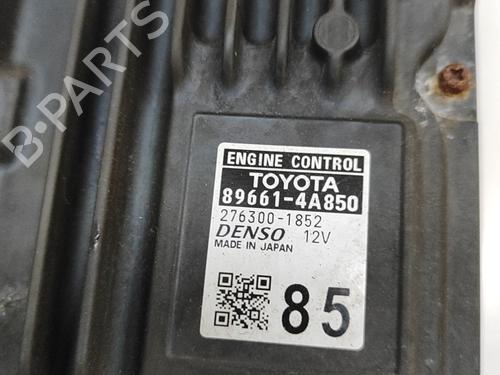 B-PARTS
ENGINE CONTROL
TOYOTA
89661-4A850
276300-1852
DENSO 12V
MADE IN JAPAN
85